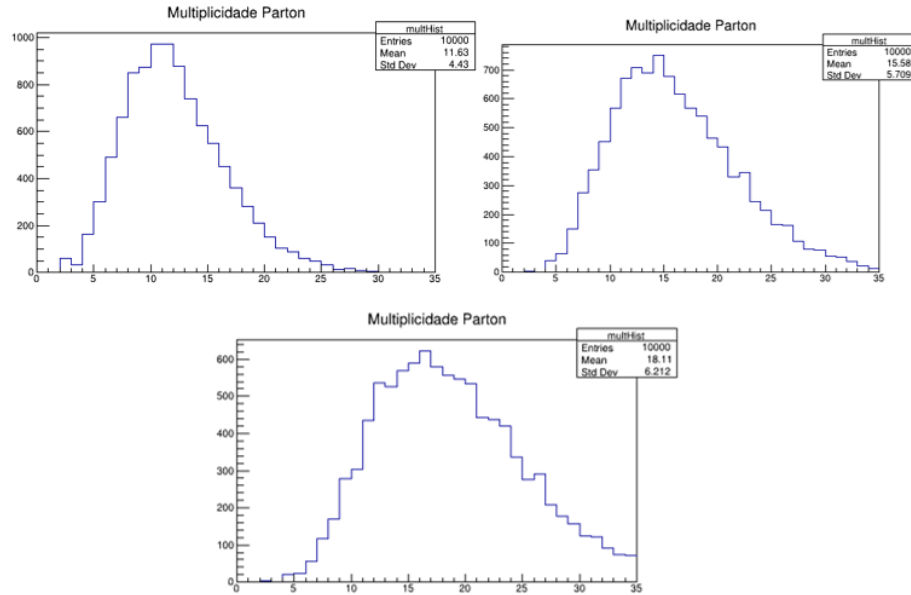 Multiplicidade Parton
multHist
Entries 10000
Mean 11.63
Std Dev 4.43
1000
800
600
400
200
0
0 5 10 15 20 25 30 35
Multiplicidade Parton
multHist
Entries 10000
Mean 15.58
Std Dev 5.709
700
600
500
400
300
200
100
0
0 5 10 15 20 25 30 35
Multiplicidade Parton
multHist
Entries 10000
Mean 18.11
Std Dev 6.212
600
500
400
300
200
100
0
0 5 10 15 20 25 30 35